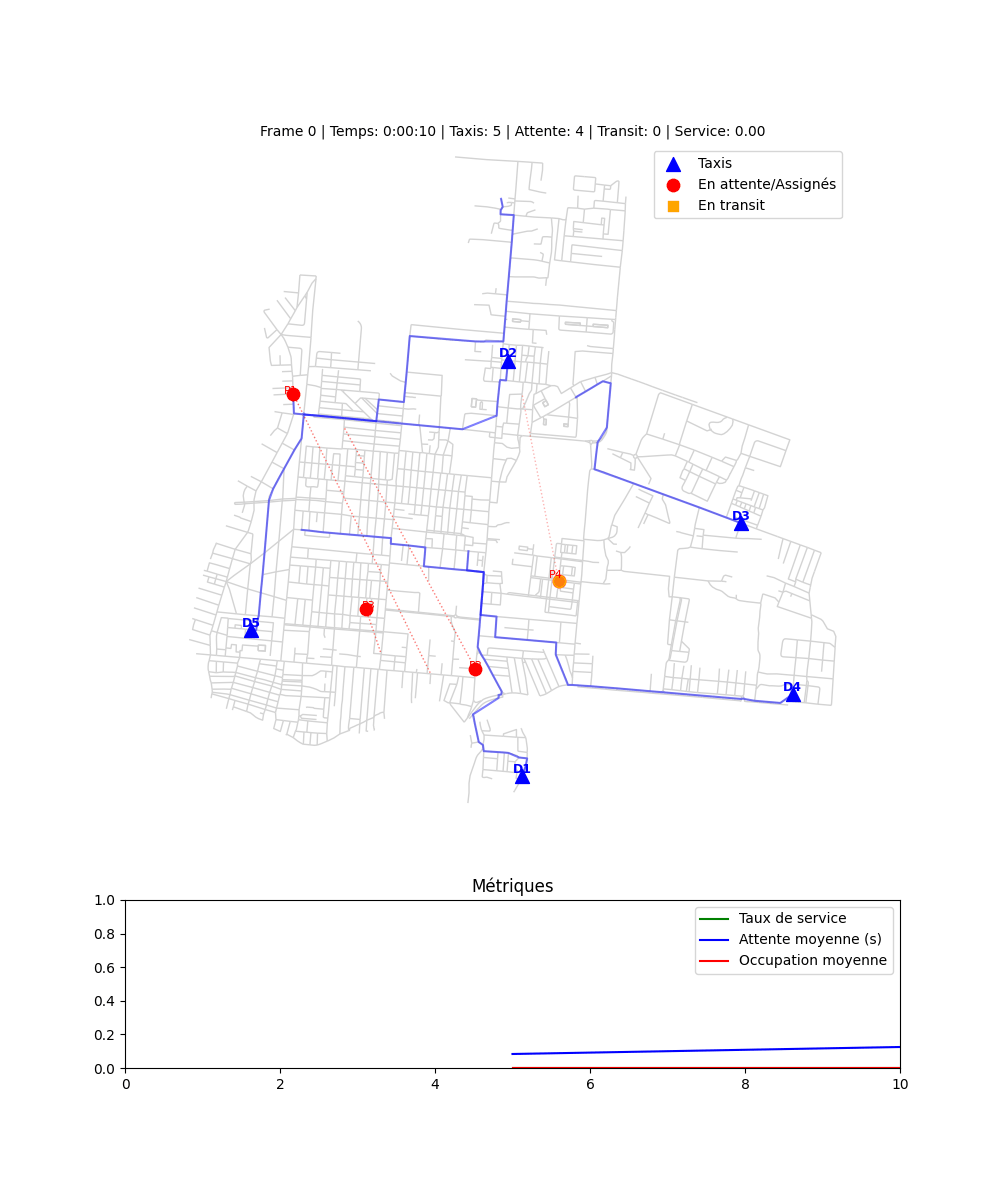 Frame 0 | Temps: 0:00:10 | Taxis: 5 | Attente: 4 | Transit: 0 | Service: 0.00
Taxis
En attente/Assignés
En transit
D2
P1
D3
P4
D5
D4
D1
Métriques
1.0
0.8
0.6
0.4
0.2
0.0
Taux de service
Attente moyenne (s)
Occupation moyenne
0 2 4 6 8 10